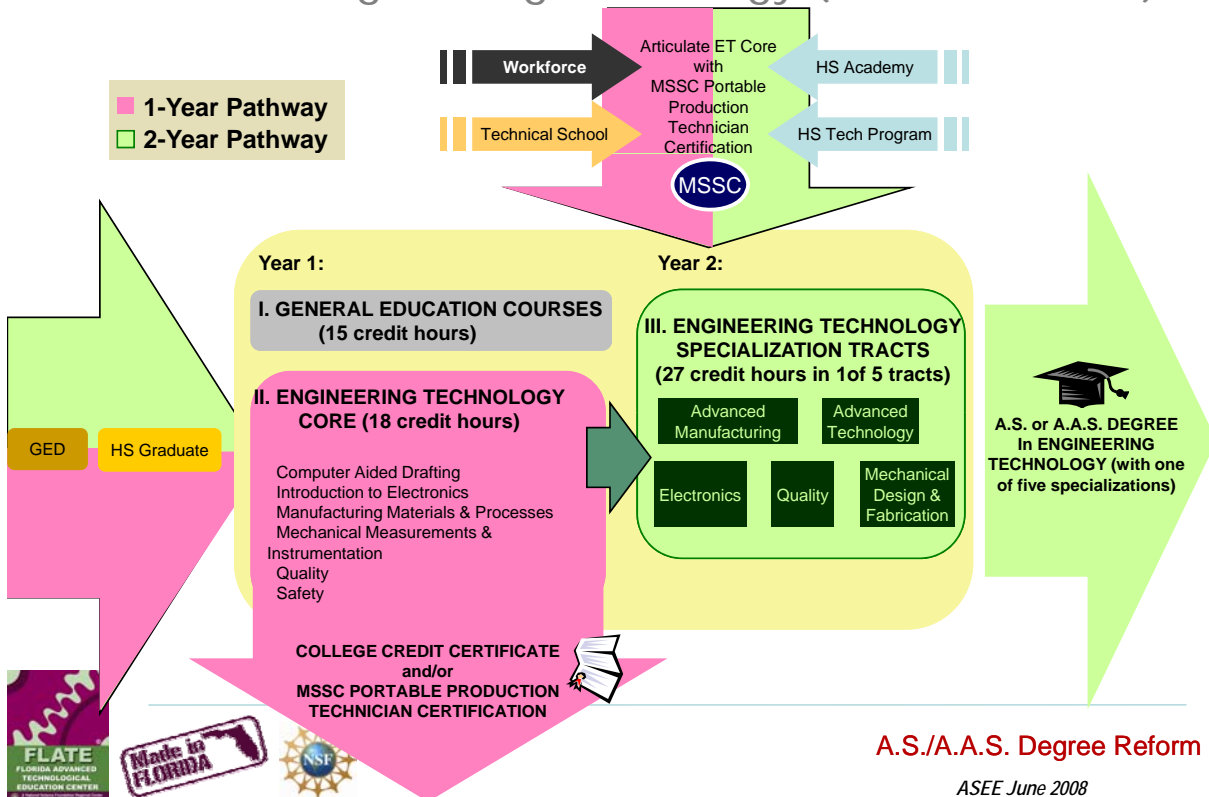 Workforce
Technical School
Articulate ET Core
with
MSSC Portable
Production
Technician
Certification
MSSC
HS Academy
HS Tech Program
1-Year Pathway
2-Year Pathway
GED
HS Graduate
Year 1:
I. GENERAL EDUCATION COURSES
(15 credit hours)
II. ENGINEERING TECHNOLOGY
CORE (18 credit hours)
Computer Aided Drafting
Introduction to Electronics
Manufacturing Materials & Processes
Mechanical Measurements &
Instrumentation
Quality
Safety
COLLEGE CREDIT CERTIFICATE
and/or
MSSC PORTABLE PRODUCTION
TECHNICIAN CERTIFICATION
Year 2:
III. ENGINEERING TECHNOLOGY
SPECIALIZATION TRACTS
(27 credit hours in 1of 5 tracts)
Advanced
Manufacturing
Advanced
Technology
Electronics
Quality
Mechanical
Design &
Fabrication
A.S. or A.A.S. DEGREE
In ENGINEERING
TECHNOLOGY (with one
of five specializations)
FLATE
FLORIDA ADVANCED
TECHNOLOGICAL
EDUCATION CENTER
Made in
FLORIDA
NSF
A.S./A.A.S. Degree Reform
ASEE June 2008